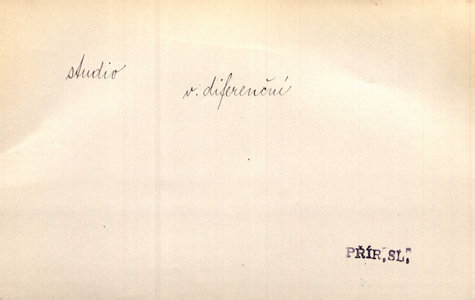 studio
v. diferenční
PŘÍR. SL.